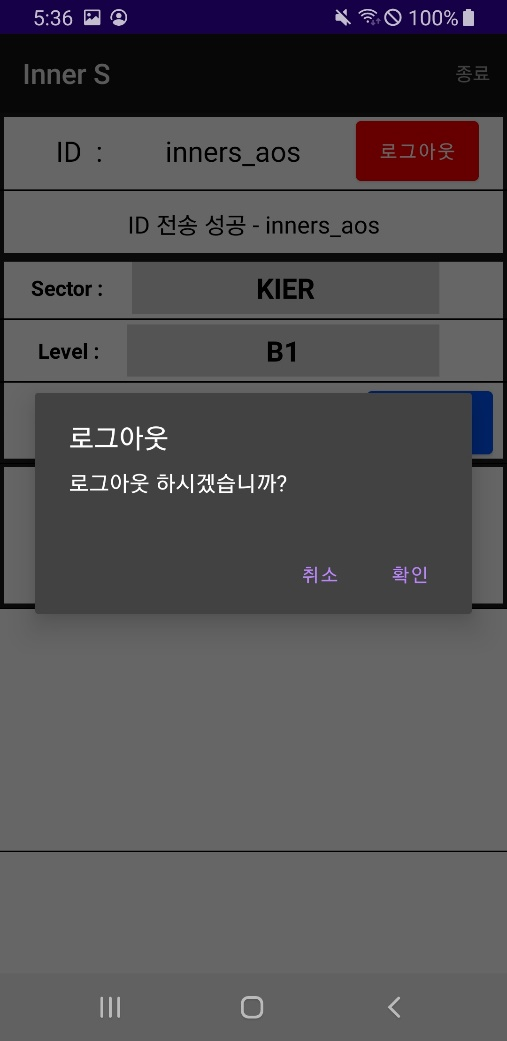 5:36 100%
Inner S 종료
ID : inners_aos 로그아웃
ID 전송 성공 - inners_aos
Sector : KIER
Level : B1
로그아웃
로그아웃 하시겠습니까?
취소 확인